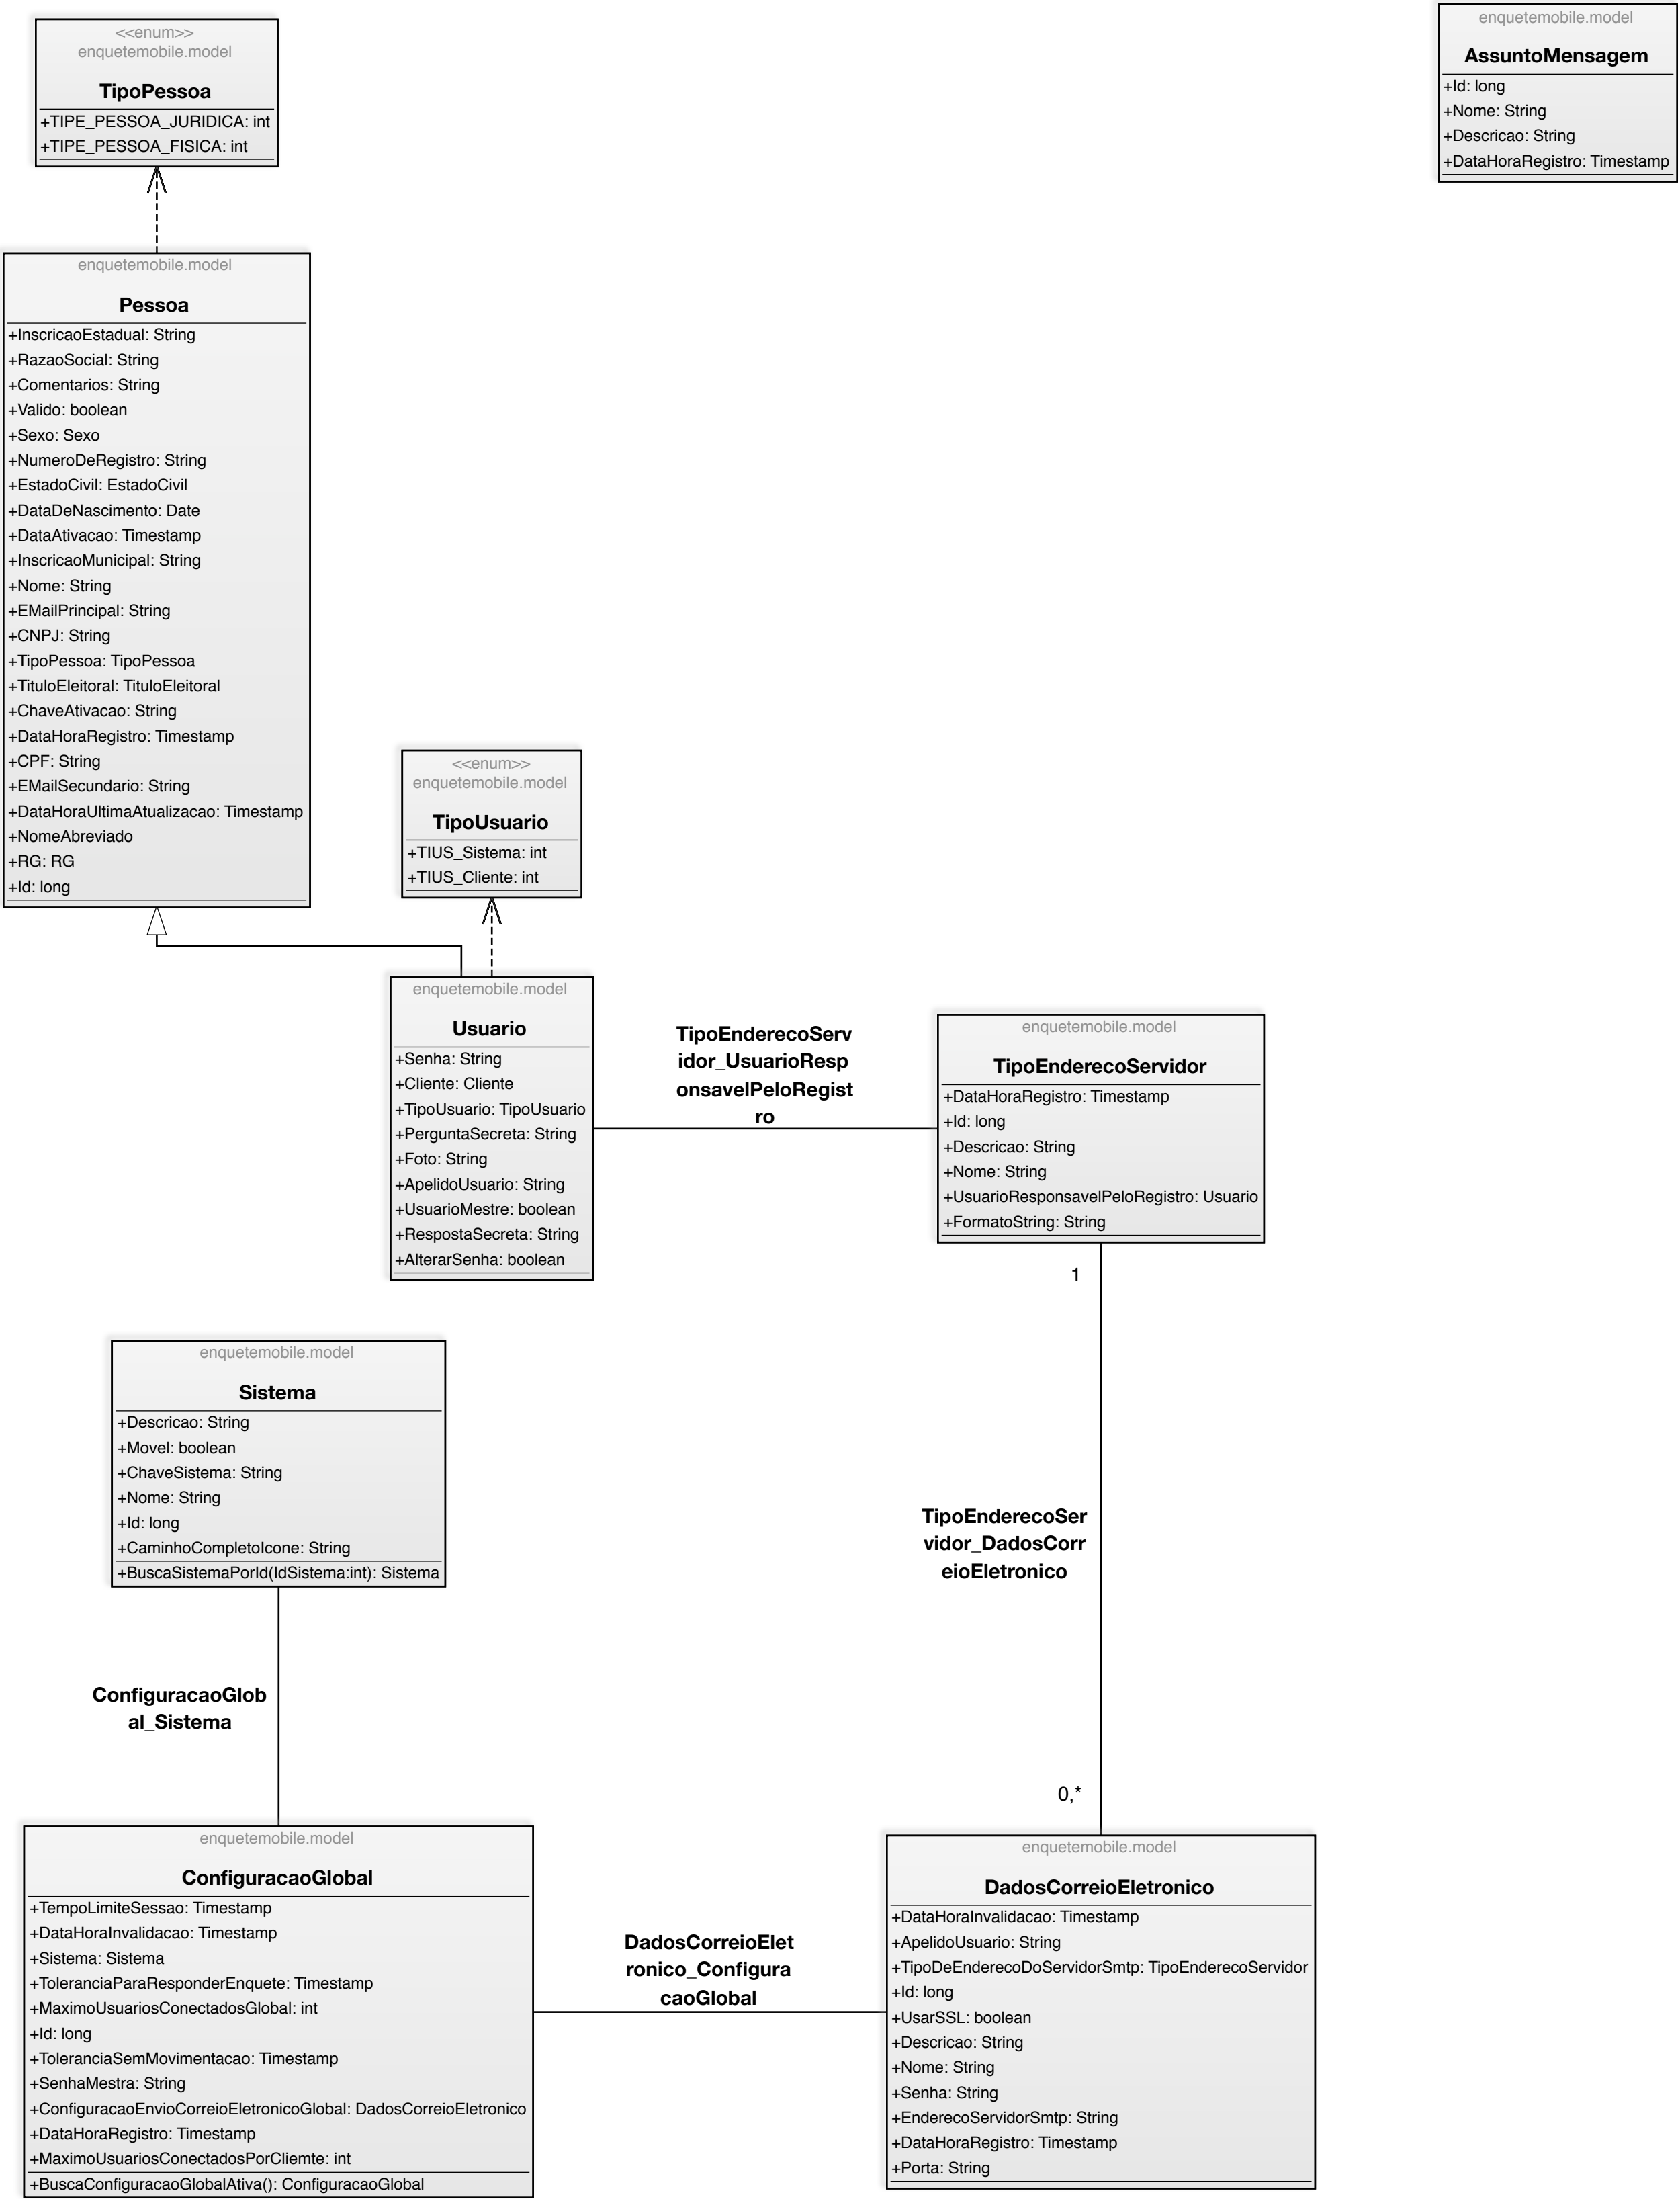 <<enum>>
enquetemobile.model
TipoPessoa
+TIPE_PESSOA_JURIDICA: int
+TIPE_PESSOA_FISICA: int
enquetemobile.model
AssuntoMensagem
+Id: long
+Nome: String
+Descricao: String
+DataHoraRegistro: Timestamp
enquetemobile.model
Pessoa
+InscricaoEstadual: String
+RazaoSocial: String
+Comentarios: String
+Valido: boolean
+Sexo: Sexo
+NumeroDeRegistro: String
+EstadoCivil: EstadoCivil
+DataDeNascimento: Date
+DataAtivacao: Timestamp
+InscricaoMunicipal: String
+Nome: String
+EMailPrincipal: String
+CNPJ: String
+TipoPessoa: TipoPessoa
+TituloEleitoral: TituloEleitoral
+ChaveAtivacao: String
+DataHoraRegistro: Timestamp
+CPF: String
+EMailSecundario: String
+DataHoraUltimaAtualizacao: Timestamp
+NomeAbreviado
+RG: RG
+Id: long
<<enum>>
enquetemobile.model
TipoUsuario
+TIUS_Sistema: int
+TIUS_Cliente: int
enquetemobile.model
Usuario
+Senha: String
+Cliente: Cliente
+TipoUsuario: TipoUsuario
+PerguntaSecreta: String
+Foto: String
+ApelidoUsuario: String
+UsuarioMestre: boolean
+RespostaSecreta: String
+AlterarSenha: boolean
TipoEnderecoServ
idor_UsuarioResp
onsavelPeloRegist
ro
enquetemobile.model
TipoEnderecoServidor
+DataHoraRegistro: Timestamp
+Id: long
+Descricao: String
+Nome: String
+UsuarioResponsavelPeloRegistro: Usuario
+FormatoString: String
1
enquetemobile.model
Sistema
+Descricao: String
+Movel: boolean
+ChaveSistema: String
+Nome: String
+Id: long
+CaminhoCompletoIcone: String
+BuscaSistemaPorId(IdSistema:int): Sistema
TipoEnderecoSer
vidor_DadosCorr
eioEletronico
ConfiguracaoGlob
al_Sistema
0,*
enquetemobile.model
ConfiguracaoGlobal
+TempoLimiteSessao: Timestamp
+DataHoraInvalidacao: Timestamp
+Sistema: Sistema
+ToleranciaParaResponderEnquete: Timestamp
+MaximoUsuariosConectadosGlobal: int
+Id: long
+ToleranciaSemMovimentacao: Timestamp
+SenhaMestra: String
+ConfiguracaoEnvioCorreioEletronicoGlobal: DadosCorreioEletronico
+DataHoraRegistro: Timestamp
+MaximoUsuariosConectadosPorCliemte: int
+BuscaConfiguracaoGlobalAtiva(): ConfiguracaoGlobal
DadosCorreioElet
ronico_Configura
caoGlobal
enquetemobile.model
DadosCorreioEletronico
+DataHoraInvalidacao: Timestamp
+ApelidoUsuario: String
+TipoDeEnderecoDoServidorSmtp: TipoEnderecoServidor
+Id: long
+UsarSSL: boolean
+Descricao: String
+Nome: String
+Senha: String
+EnderecoServidorSmtp: String
+DataHoraRegistro: Timestamp
+Porta: String